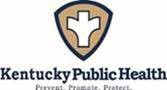 Kentucky Public Health
Prevent. Promote. Protect.